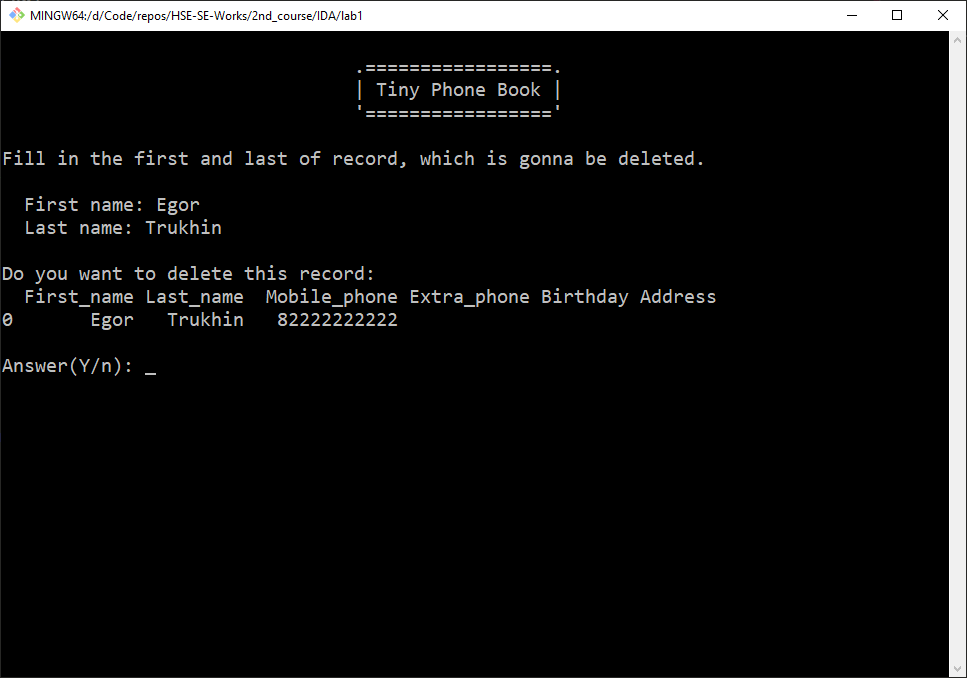 MINGW64:/d/Code/repos/HSE-SE-Works/2nd_course/IDA/lab1
.=================.
| Tiny Phone Book |
'================='
Fill in the first and last of record, which is gonna be deleted.
First name: Egor
Last name: Trukhin
Do you want to delete this record:
First_name Last_name  Mobile_phone Extra_phone Birthday Address
0       Egor   Trukhin   82222222222
Answer(Y/n): _